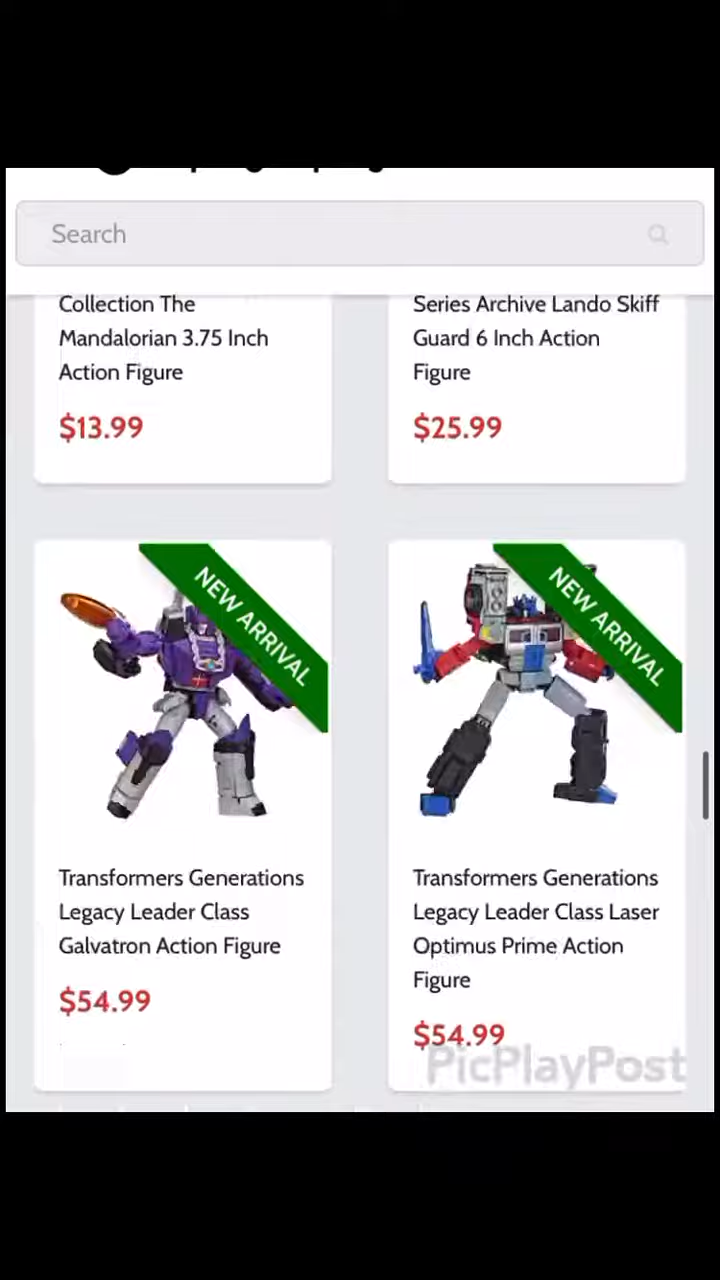 Search
Collection The
Mandalorian 3.75 Inch
Action Figure
$13.99
Series Archive Lando Skiff
Guard 6 Inch Action
Figure
$25.99
NEW ARRIVAL
Transformers Generations
Legacy Leader Class
Galvatron Action Figure
$54.99
NEW ARRIVAL
Transformers Generations
Legacy Leader Class Laser
Optimus Prime Action
Figure
$54.99
PicPlayPost